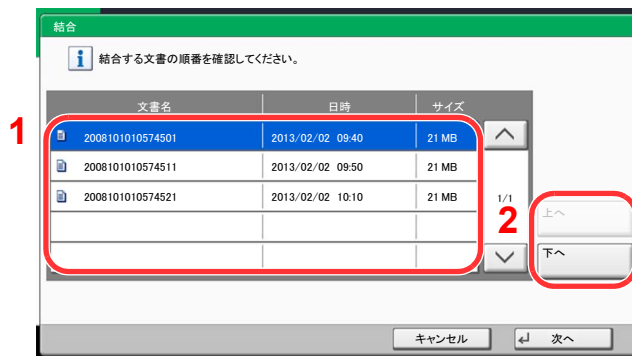 結合
i 結合する文書の順番を確認してください。
文書名 日時 サイズ
1
2008101010574501 2013/02/02 09:40 21 MB
2008101010574511 2013/02/02 09:50 21 MB
2008101010574521 2013/02/02 10:10 21 MB
1/1
2
上へ
下へ
キャンセル 次へ